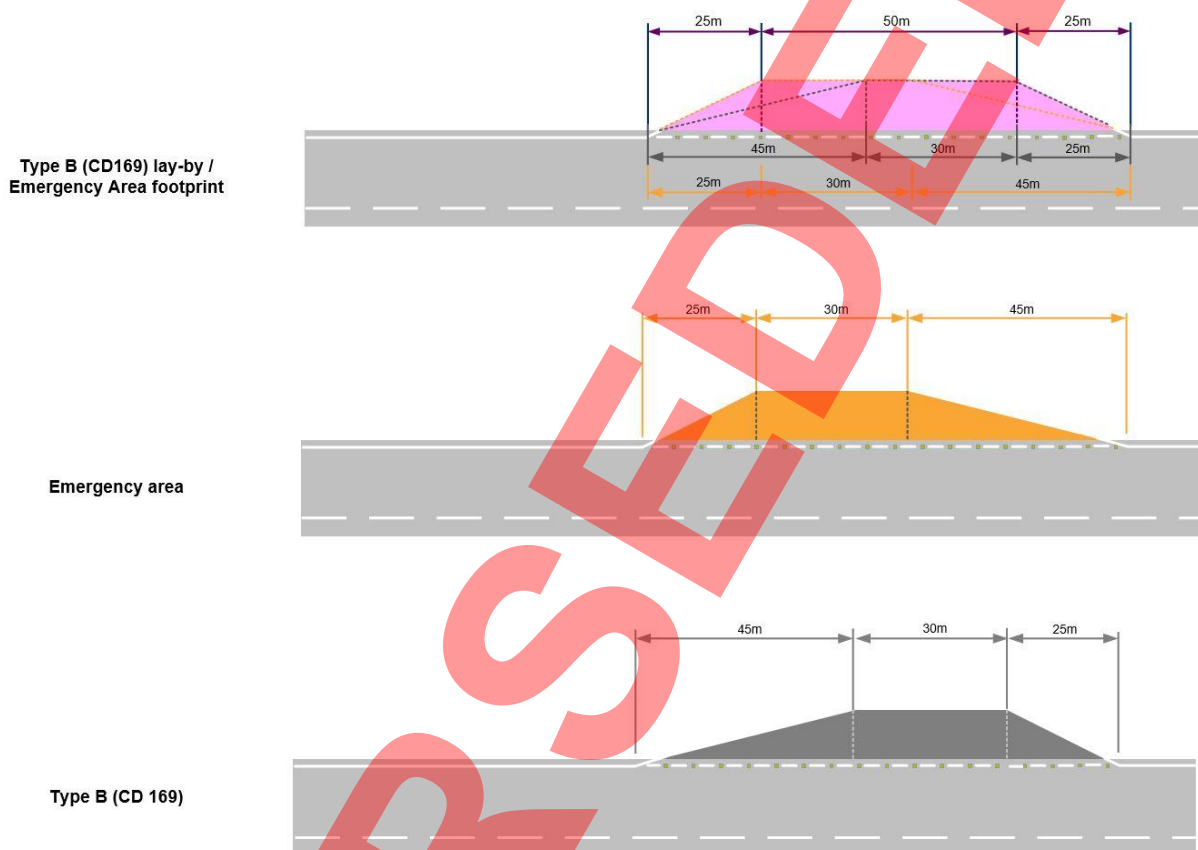 25m 50m 25m
Type B (CD169) lay-by /
Emergency Area footprint
45m 30m 25m
25m 30m 45m
25m 30m 45m
Emergency area
45m 30m 25m
Type B (CD 169)
RSEDE